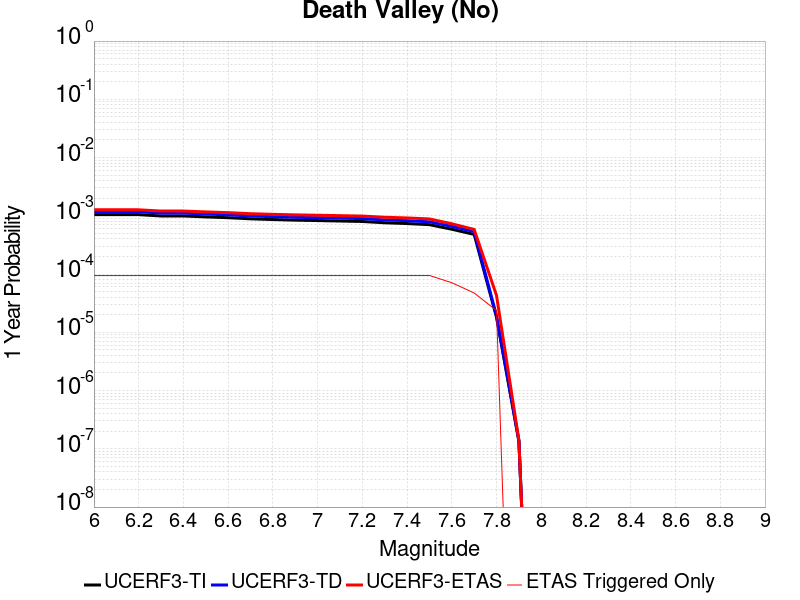 Death Valley (No)
1 Year Probability
10^0
10^-1
10^-2
10^-3
10^-4
10^-5
10^-6
10^-7
10^-8
6 6.2 6.4 6.6 6.8 7 7.2 7.4 7.6 7.8 8 8.2 8.4 8.6 8.8 9
Magnitude
UCERF3-TI UCERF3-TD UCERF3-ETAS ETAS Triggered Only